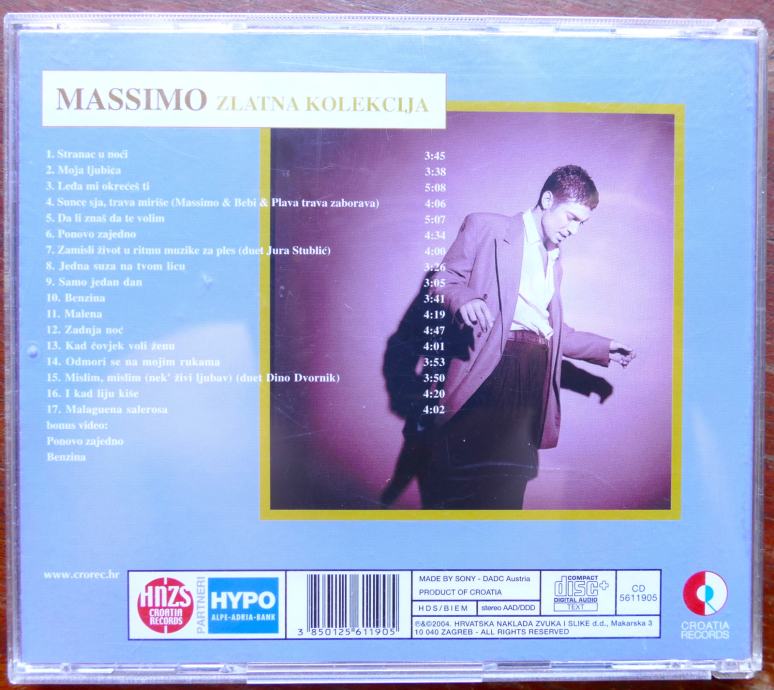 MASSIMO ZLATNA KOLEKCIJA
1. Stranac u noći 3:45
2. Moja ljubica 3:38
3. Leđa mi okrećeš ti 5:08
4. Sunce sja, trava miriše (Massimo & Bebi & Plava trava zaborava) 4:06
5. Da li znaš da te volim 5:07
6. Ponovo zajedno 4:34
7. Zamisli život u ritmu muzike za ples (duet Jura Stublić) 4:00
8. Jedna suza na tvom licu 3:26
9. Samo jedan dan 3:05
10. Benzina 3:41
11. Malena 4:19
12. Zadnja noć 4:47
13. Kad čovjek voli ženu 4:01
14. Odmori se na mojim rukama 3:53
15. Mislim, mislim (nek' živi ljubav) (duet Dino Dvornik) 3:50
16. I kad liju kiše 4:20
17. Malaguena salerosa 4:02
bonus video:
Ponovo zajedno
Benzina
www.crorec.hr
HNZS
CROATIA
RECORDS
PARTNERI
HYPO
ALPE-ADRIA-BANK
3 850125 611905
MADE BY SONY - DADC Austria
PRODUCT OF CROATIA
HDS/BIEM stereo AAD/DDD
COMPACT
disc+
DIGITAL AUDIO
TEXT
CD
5611905
℗&©2004. HRVATSKA NAKLADA ZVUKA I SLIKE d.d., Makarska 3
10 040 ZAGREB - ALL RIGHTS RESERVED
CROATIA
RECORDS